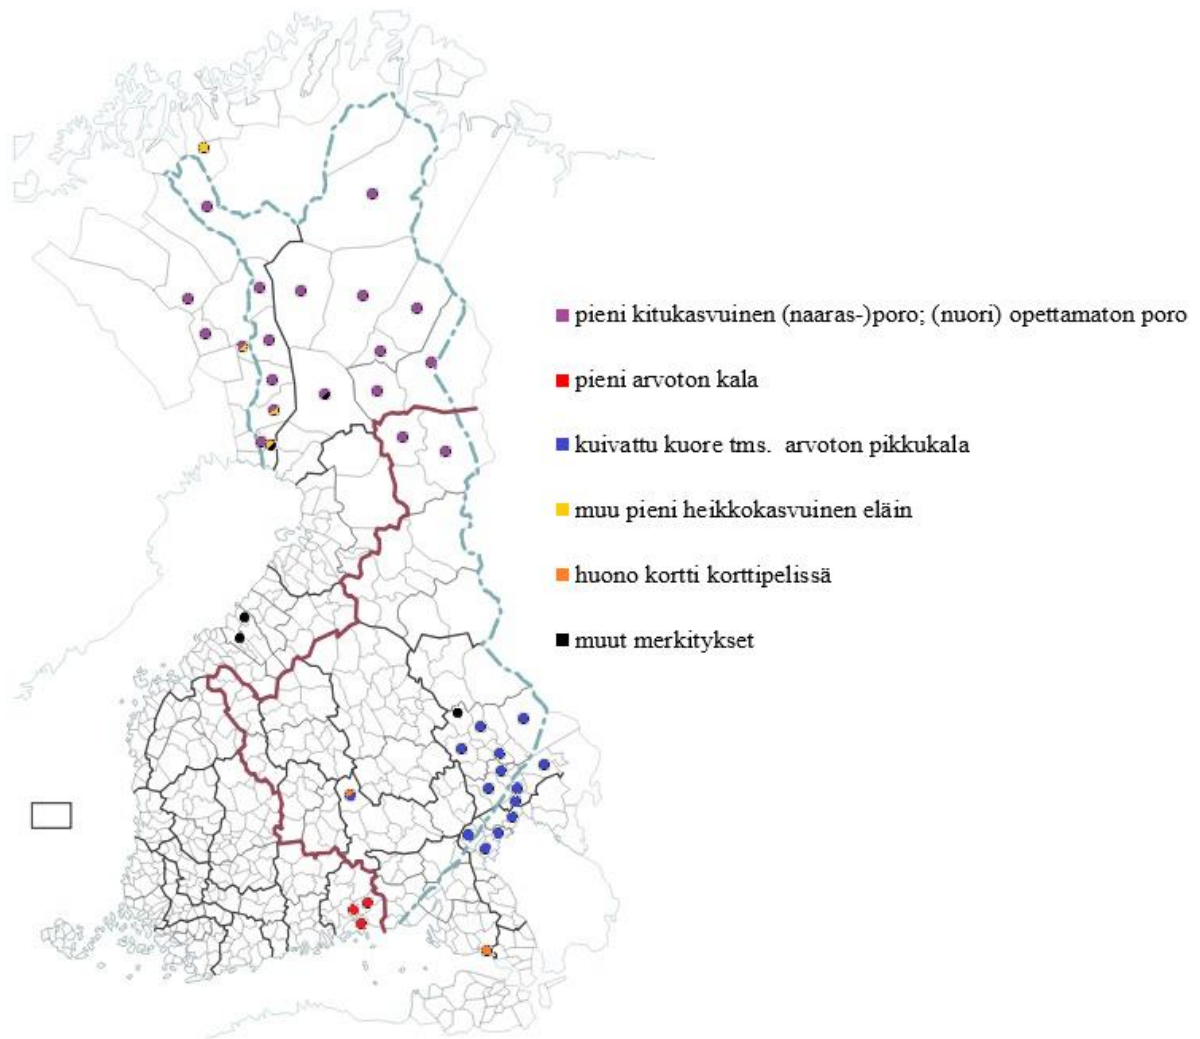 pieni kitukasvuinen (naaras-)poro; (nuori) opettamaton poro
pieni arvoton kala
kuivattu kuore tms.  arvoton pikkukala
muu pieni heikkokasvuinen eläin
huono kortti korttipelissä
muut merkitykset